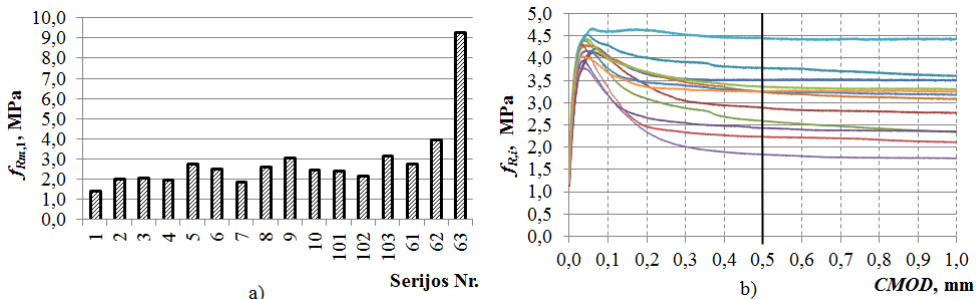 10,0
9,0
8,0
7,0
6,0
5,0
4,0
3,0
2,0
1,0
0,0
f_Rm,1, MPa
1 2 3 4 5 6 7 8 9 10 101 102 103 61 62 63
Serijos Nr.
a)
5,0
4,5
4,0
3,5
3,0
2,5
2,0
1,5
1,0
0,5
0,0
f_R,i, MPa
0,0 0,1 0,2 0,3 0,4 0,5 0,6 0,7 0,8 0,9 1,0
CMOD, mm
b)